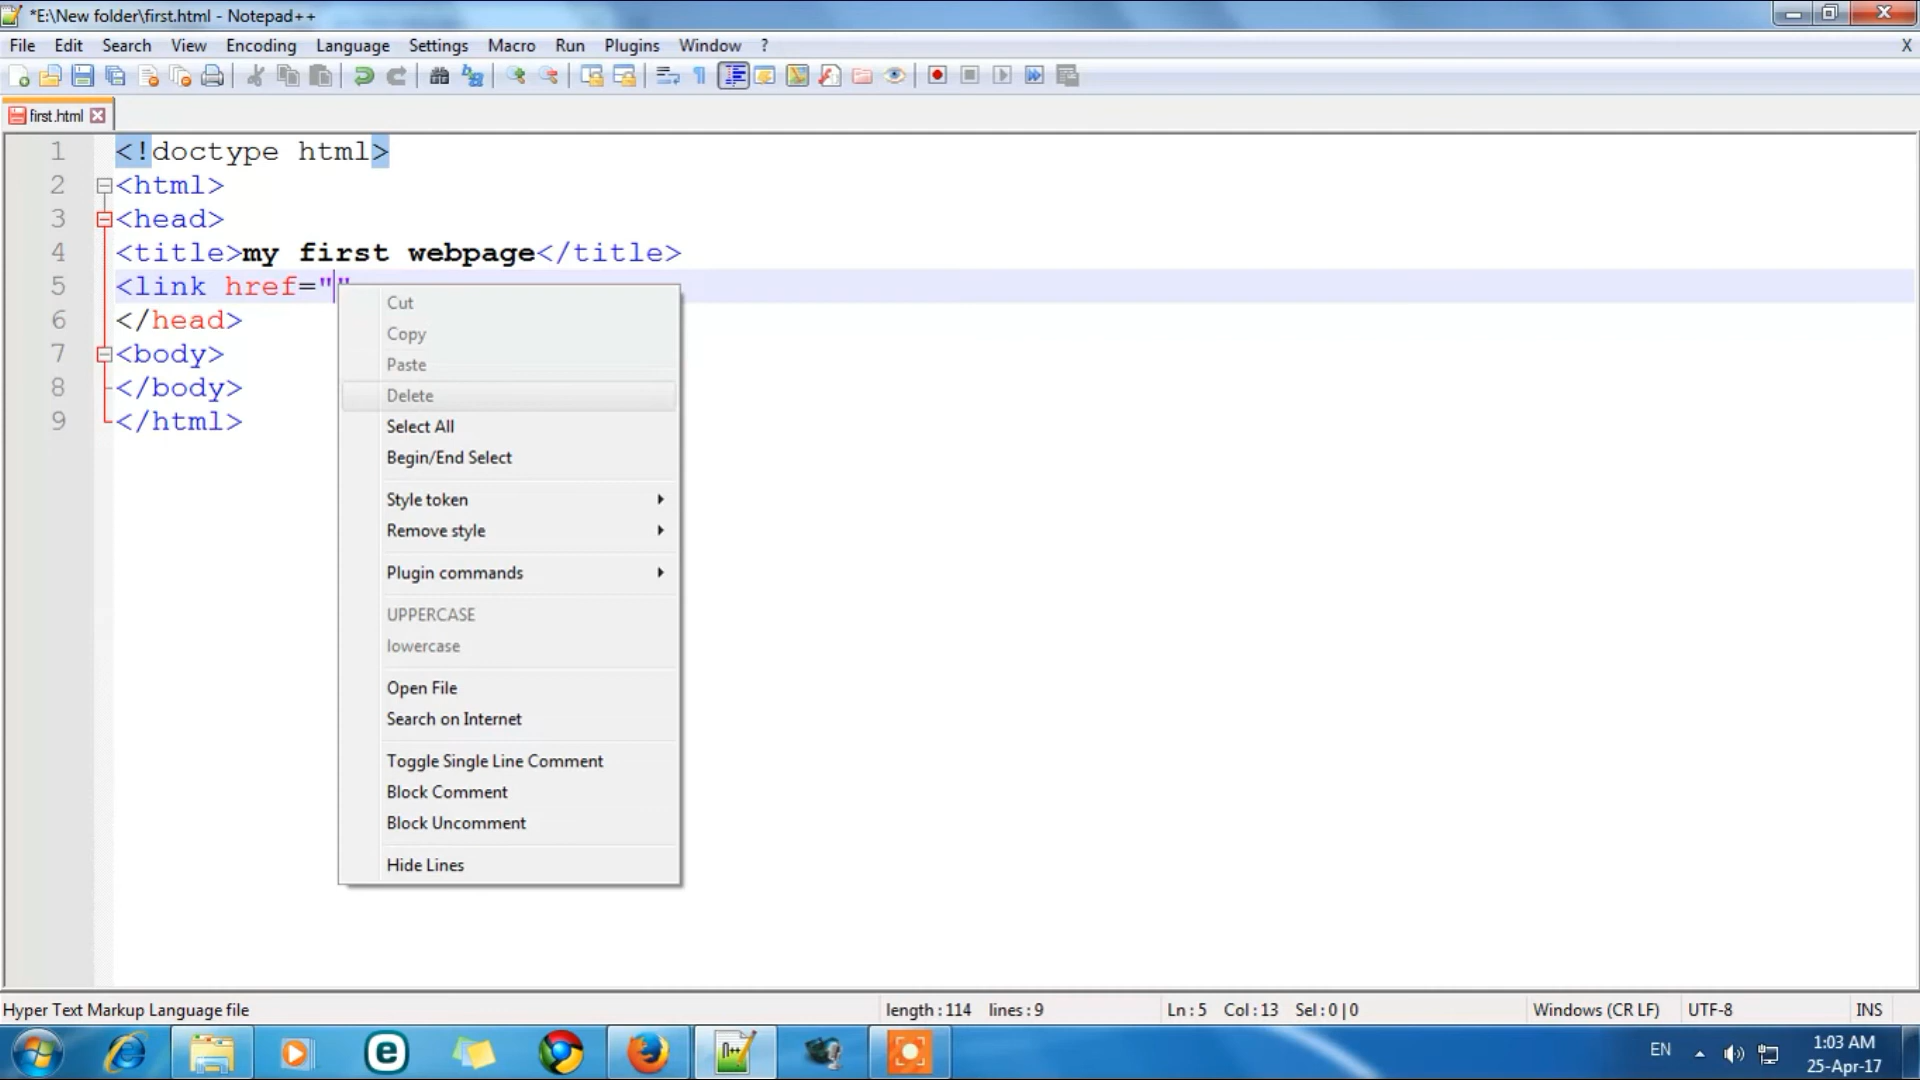 *E:\New folder\first.html - Notepad++
File Edit Search View Encoding Language Settings Macro Run Plugins Window ? X
first.html
1 <!doctype html>
2 <html>
3 <head>
4 <title>my first webpage</title>
5 <link href=""
6 </head>
7 <body>
8 </body>
9 </html>
Cut
Copy
Paste
Delete
Select All
Begin/End Select
Style token
Remove style
Plugin commands
UPPERCASE
lowercase
Open File
Search on Internet
Toggle Single Line Comment
Block Comment
Block Uncomment
Hide Lines
Hyper Text Markup Language file length : 114 lines : 9 Ln : 5 Col : 13 Sel : 0 | 0 Windows (CR LF) UTF-8 INS
EN 1:03 AM
25-Apr-17